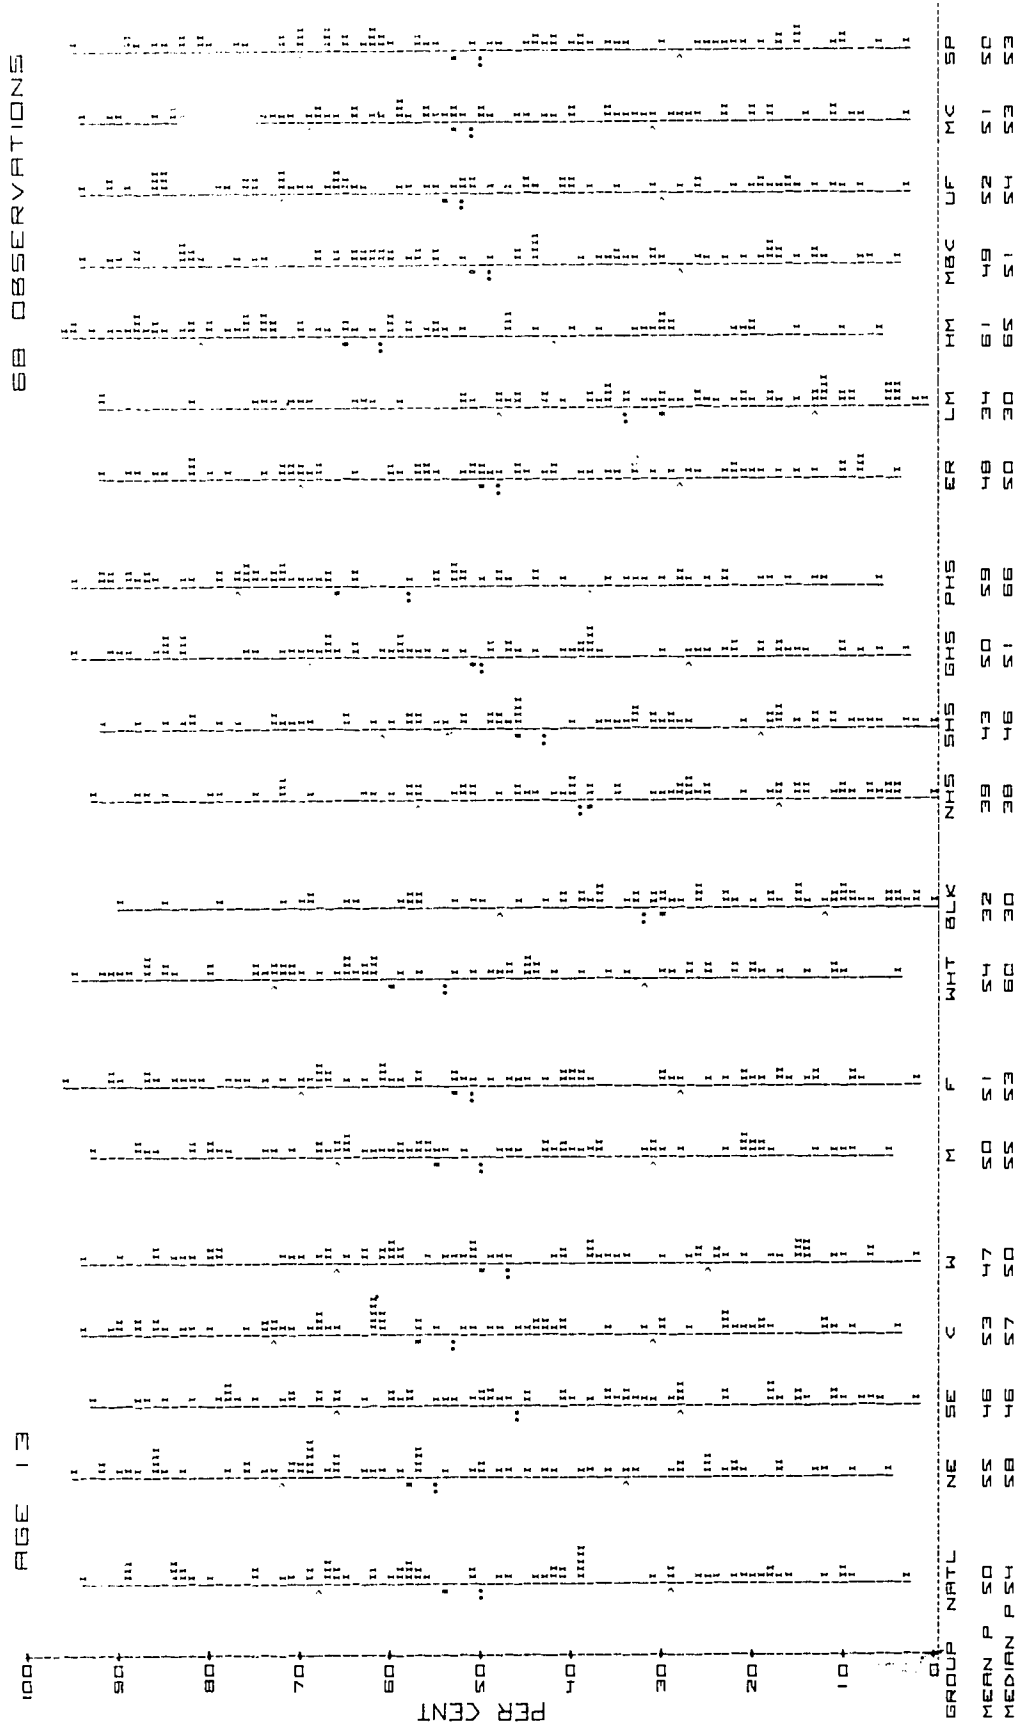 AGE 13
68 OBSERVATIONS
PER CENT
100
90
80
70
60
50
40
30
20
10
0
GROUP NATL NE SE C W M F WHT BLK NHS SHS GHS PHS ER LM HM MBC UF MC SP
MEAN P 50 55 46 53 47 50 51 54 32 39 43 50 59 48 34 61 49 52 51 50
MEDIAN P 54 58 46 57 50 55 53 60 30 38 46 51 66 50 30 65 51 54 53 53